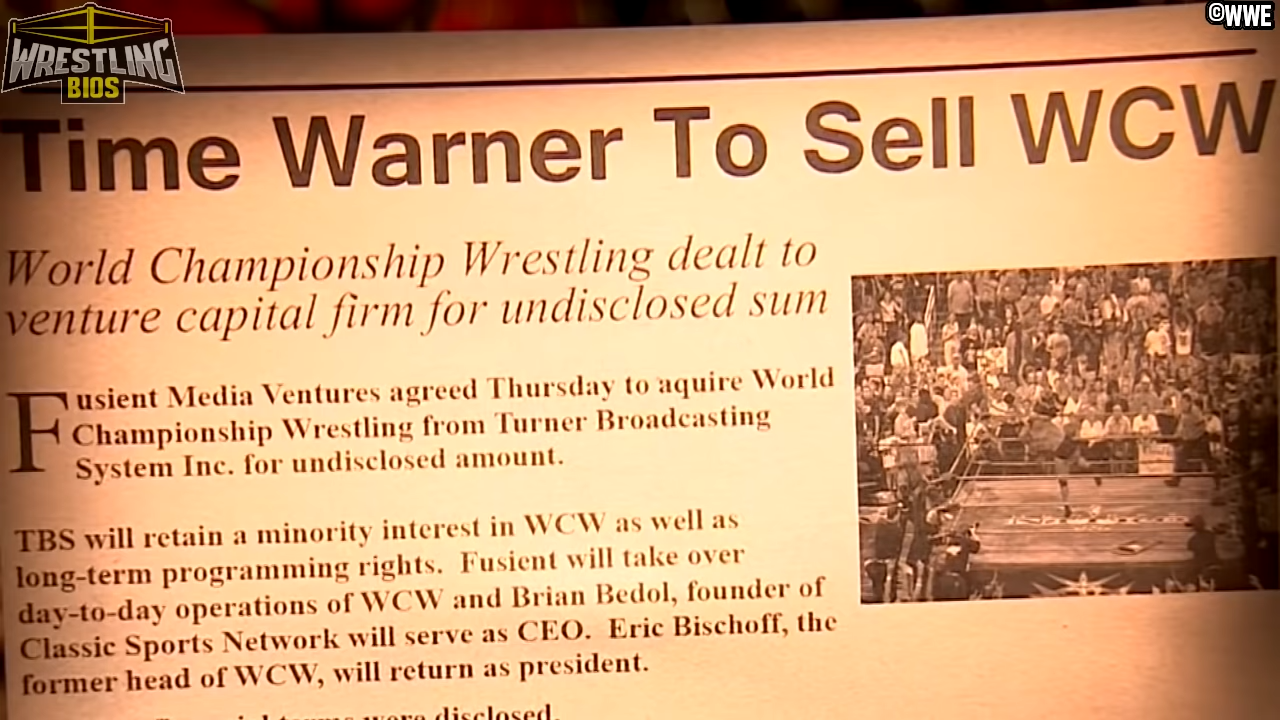 ©WWE
WRESTLING
BIOS
Time Warner To Sell WCW
World Championship Wrestling dealt to
venture capital firm for undisclosed sum
Fusient Media Ventures agreed Thursday to aquire World
Championship Wrestling from Turner Broadcasting
System Inc. for undisclosed amount.
TBS will retain a minority interest in WCW as well as
long-term programming rights. Fusient will take over
day-to-day operations of WCW and Brian Bedol, founder of
Classic Sports Network will serve as CEO. Eric Bischoff, the
former head of WCW, will return as president.
terms were disclosed.